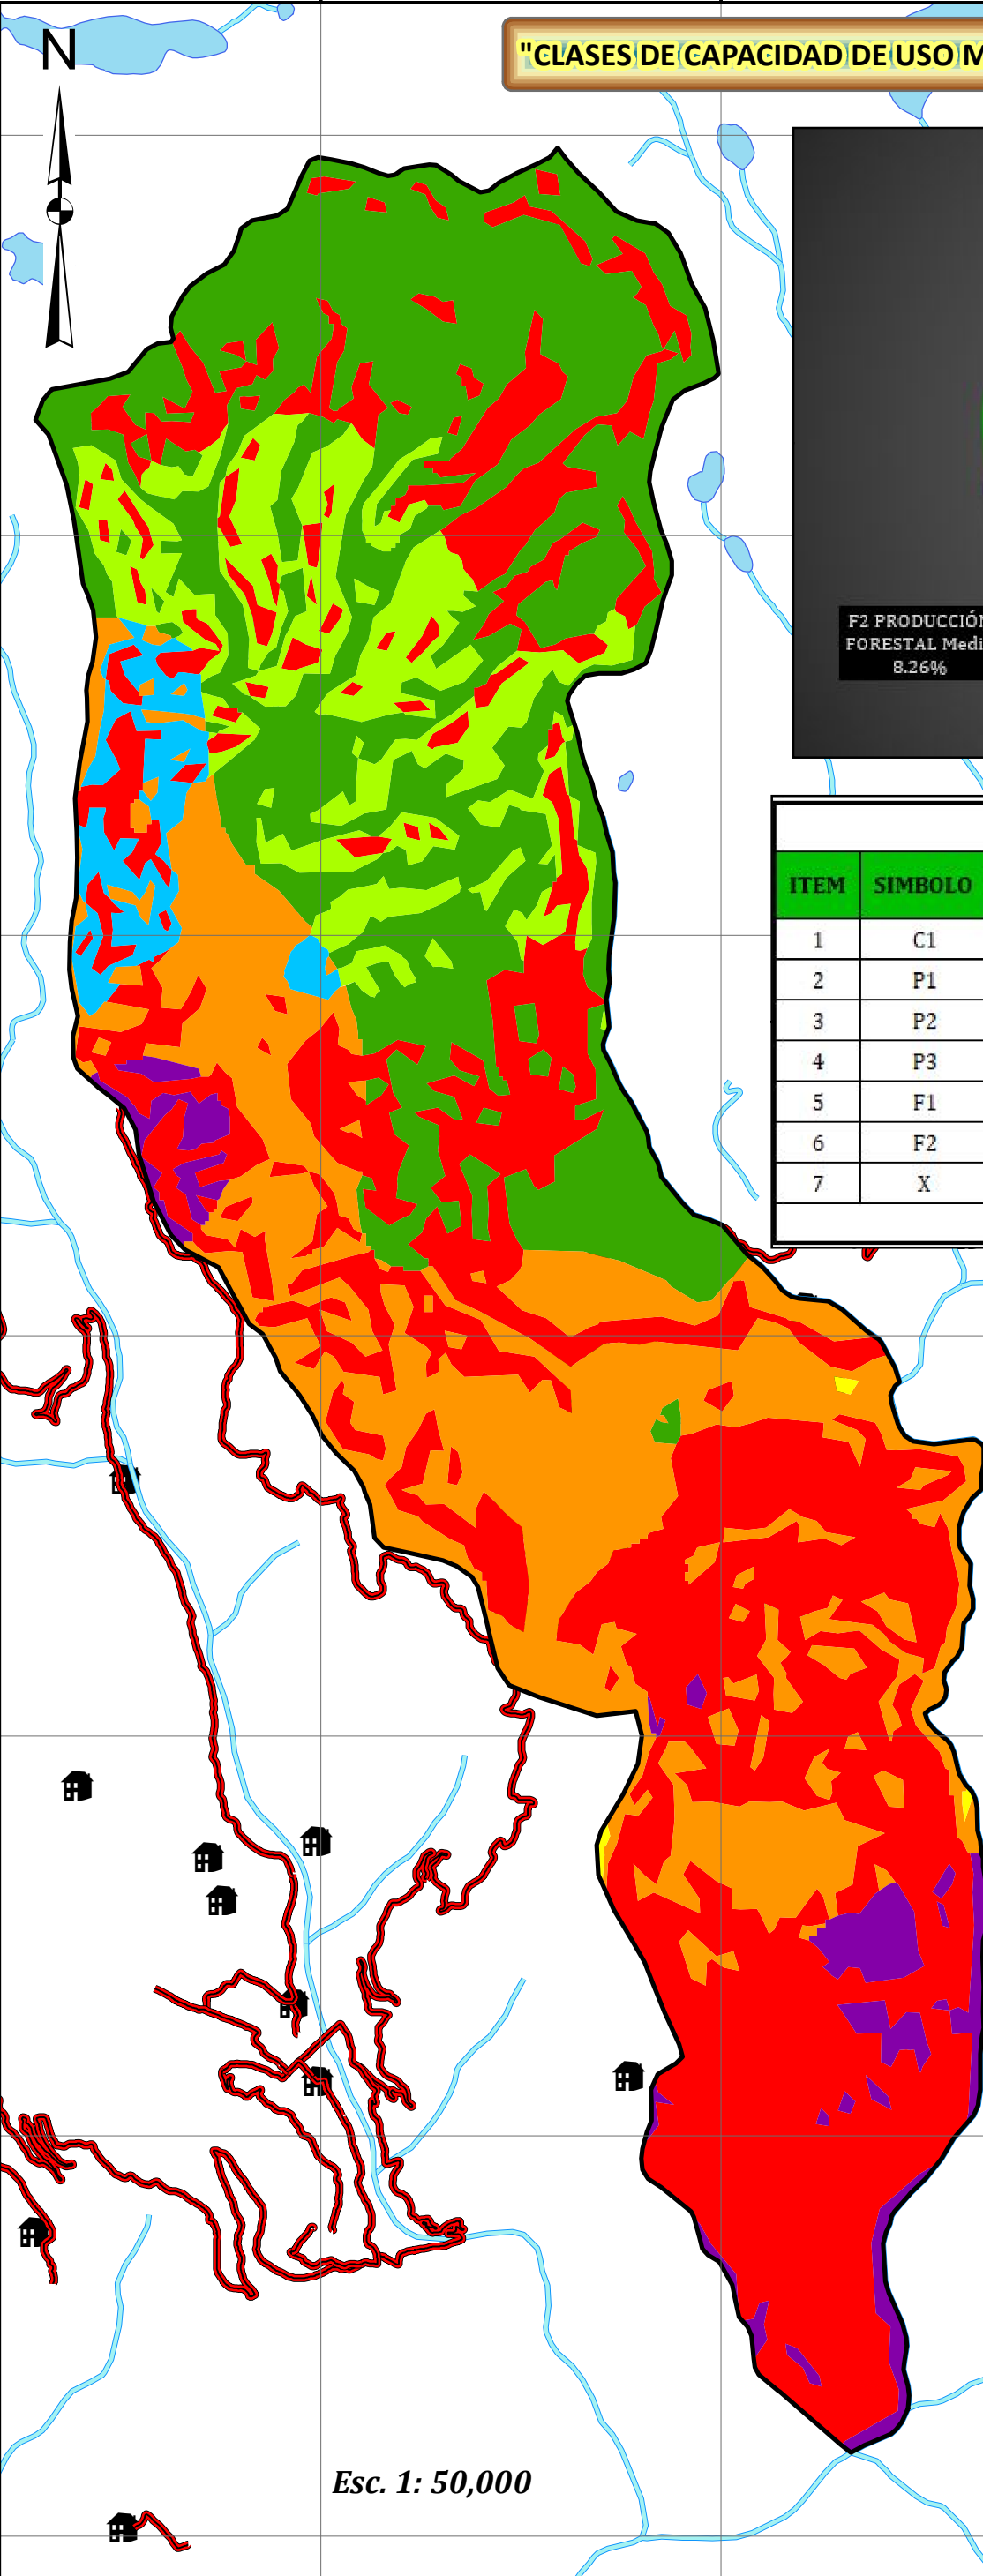 N
"CLASES DE CAPACIDAD DE USO M
F2 PRODUCCIÓN
FORESTAL Medi
8.26%
ITEM SIMBOLO
1 C1
2 P1
3 P2
4 P3
5 F1
6 F2
7 X
Esc. 1: 50,000